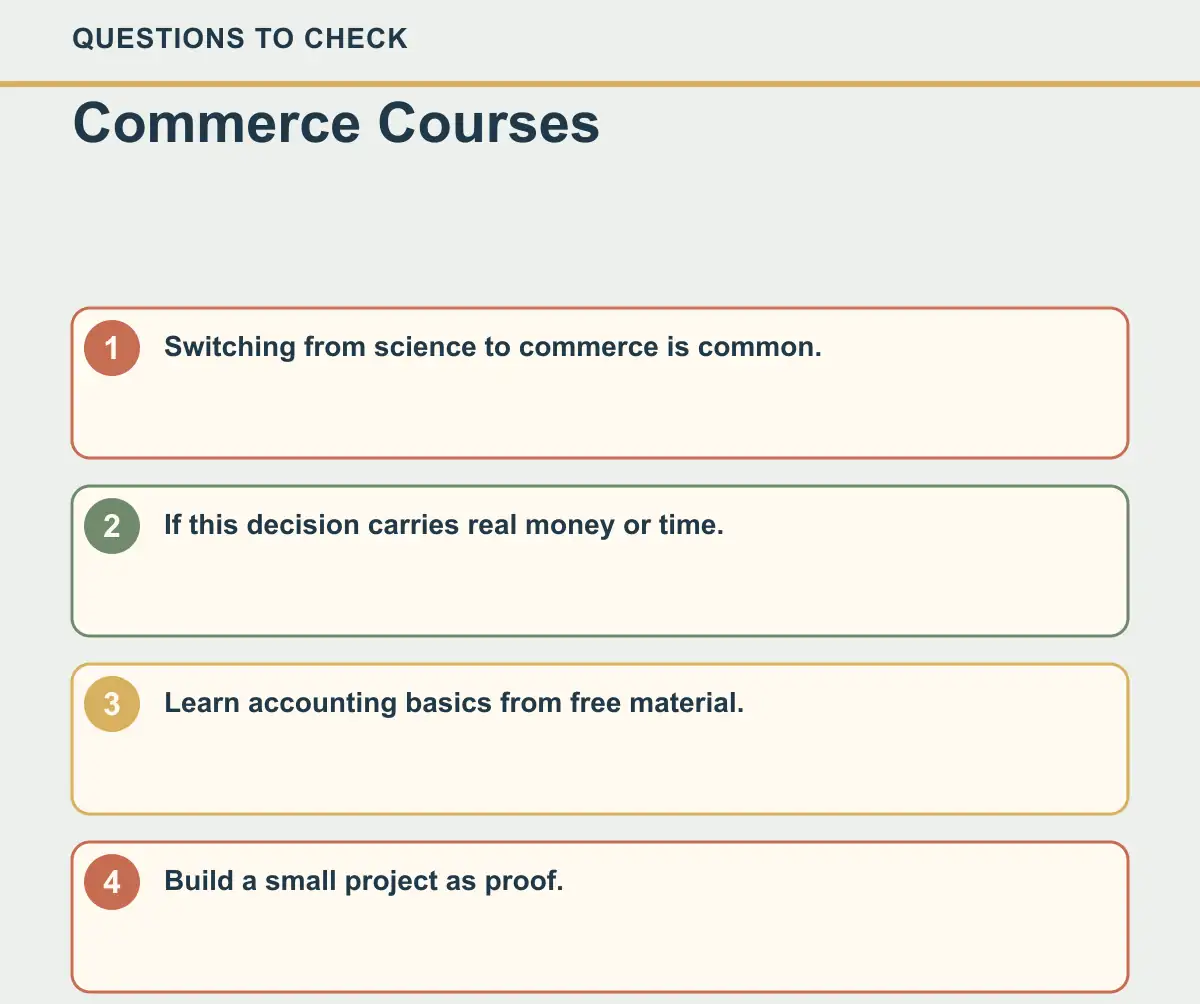 QUESTIONS TO CHECK
Commerce Courses
1 Switching from science to commerce is common.
2 If this decision carries real money or time.
3 Learn accounting basics from free material.
4 Build a small project as proof.